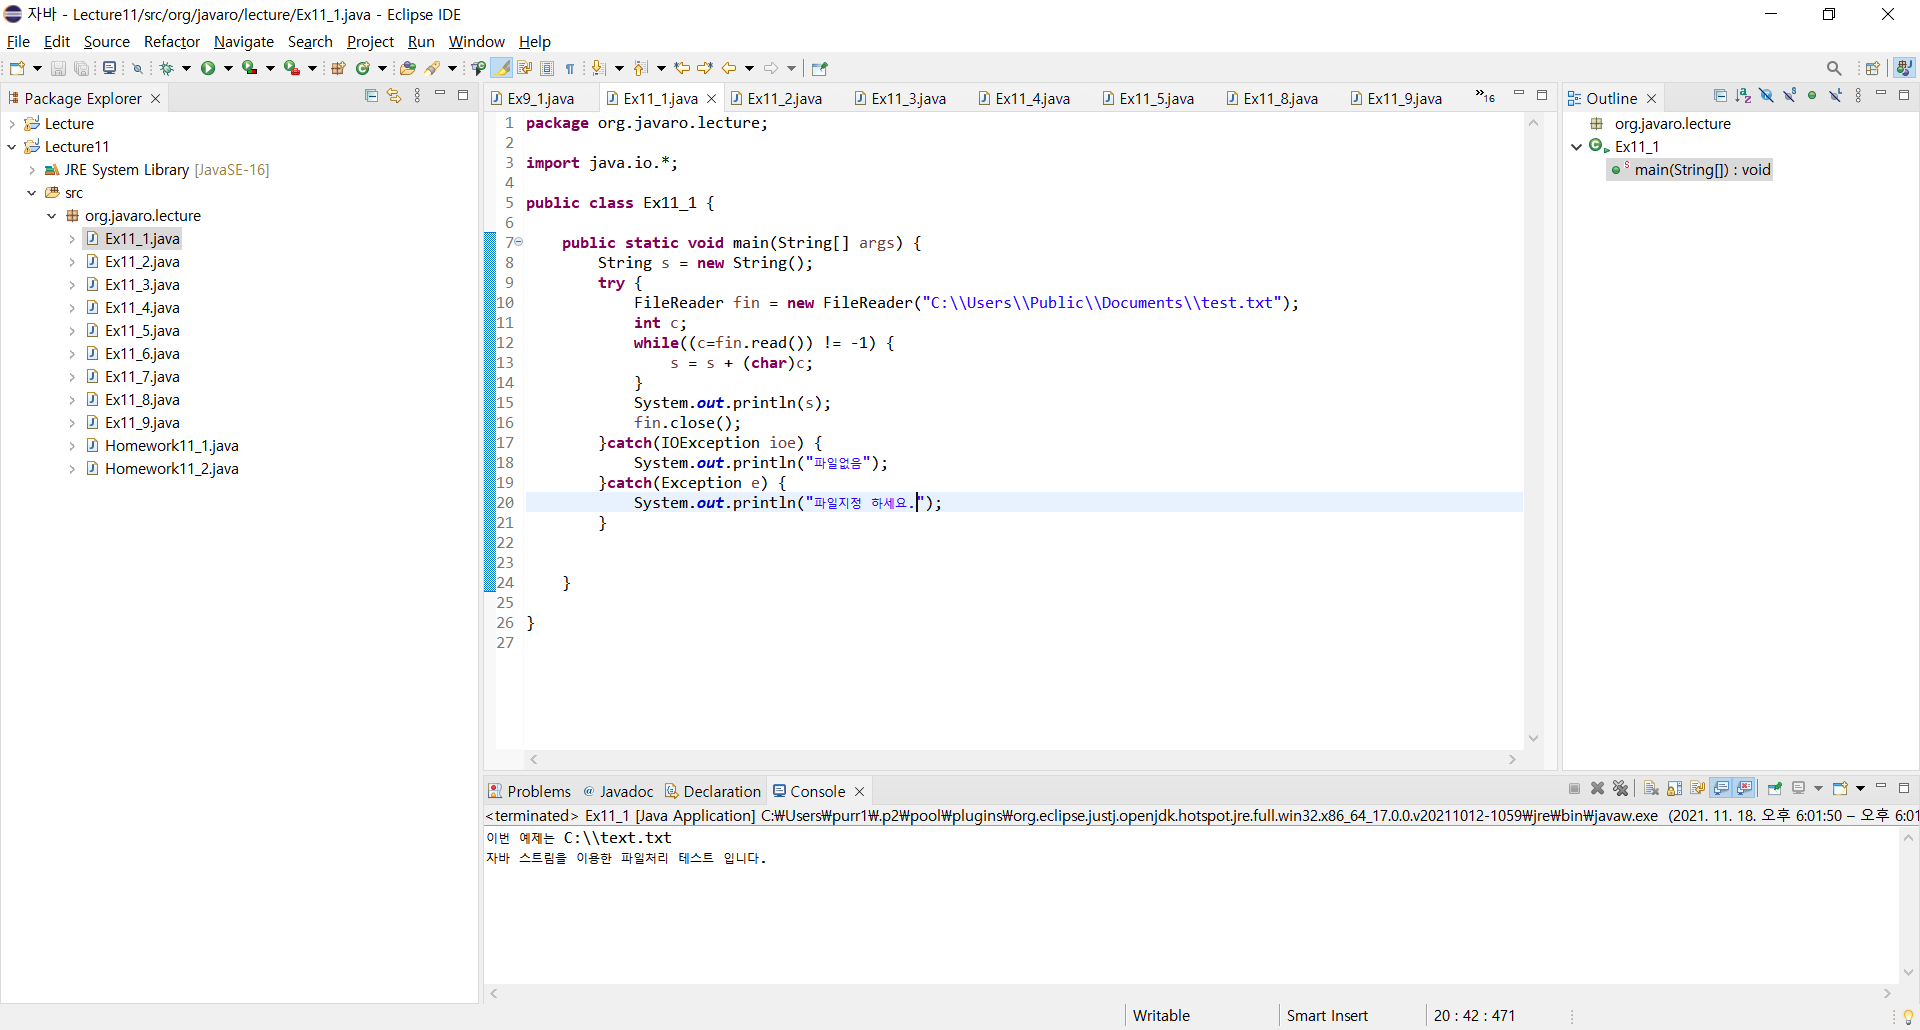 자바 - Lecture11/src/org/javaro/lecture/Ex11_1.java - Eclipse IDE
File Edit Source Refactor Navigate Search Project Run Window Help
Package Explorer
Lecture
Lecture11
JRE System Library [JavaSE-16]
src
org.javaro.lecture
Ex11_1.java
Ex11_2.java
Ex11_3.java
Ex11_4.java
Ex11_5.java
Ex11_6.java
Ex11_7.java
Ex11_8.java
Ex11_9.java
Homework11_1.java
Homework11_2.java
Ex9_1.java Ex11_1.java Ex11_2.java Ex11_3.java Ex11_4.java Ex11_5.java Ex11_8.java Ex11_9.java »16
1 package org.javaro.lecture;
2
3 import java.io.*;
4
5 public class Ex11_1 {
6
7 public static void main(String[] args) {
8 String s = new String();
9 try {
10 FileReader fin = new FileReader("C:\\Users\\Public\\Documents\\test.txt");
11 int c;
12 while((c=fin.read()) != -1) {
13 s = s + (char)c;
14 }
15 System.out.println(s);
16 fin.close();
17 }catch(IOException ioe) {
18 System.out.println("파일없음");
19 }catch(Exception e) {
20 System.out.println("파일지정 하세요.");
21 }
22
23
24 }
25
26 }
27
Outline
org.javaro.lecture
Ex11_1
main(String[]) : void
Problems @ Javadoc Declaration Console
<terminated> Ex11_1 [Java Application] C:₩Users₩purr1₩.p2₩pool₩plugins₩org.eclipse.justj.openjdk.hotspot.jre.full.win32.x86_64_17.0.0.v20211012-1059₩jre₩bin₩javaw.exe (2021. 11. 18. 오후 6:01:50 – 오후 6:01
이번 예제는 C:\\text.txt
자바 스트림을 이용한 파일처리 테스트 입니다.
Writable Smart Insert 20 : 42 : 471